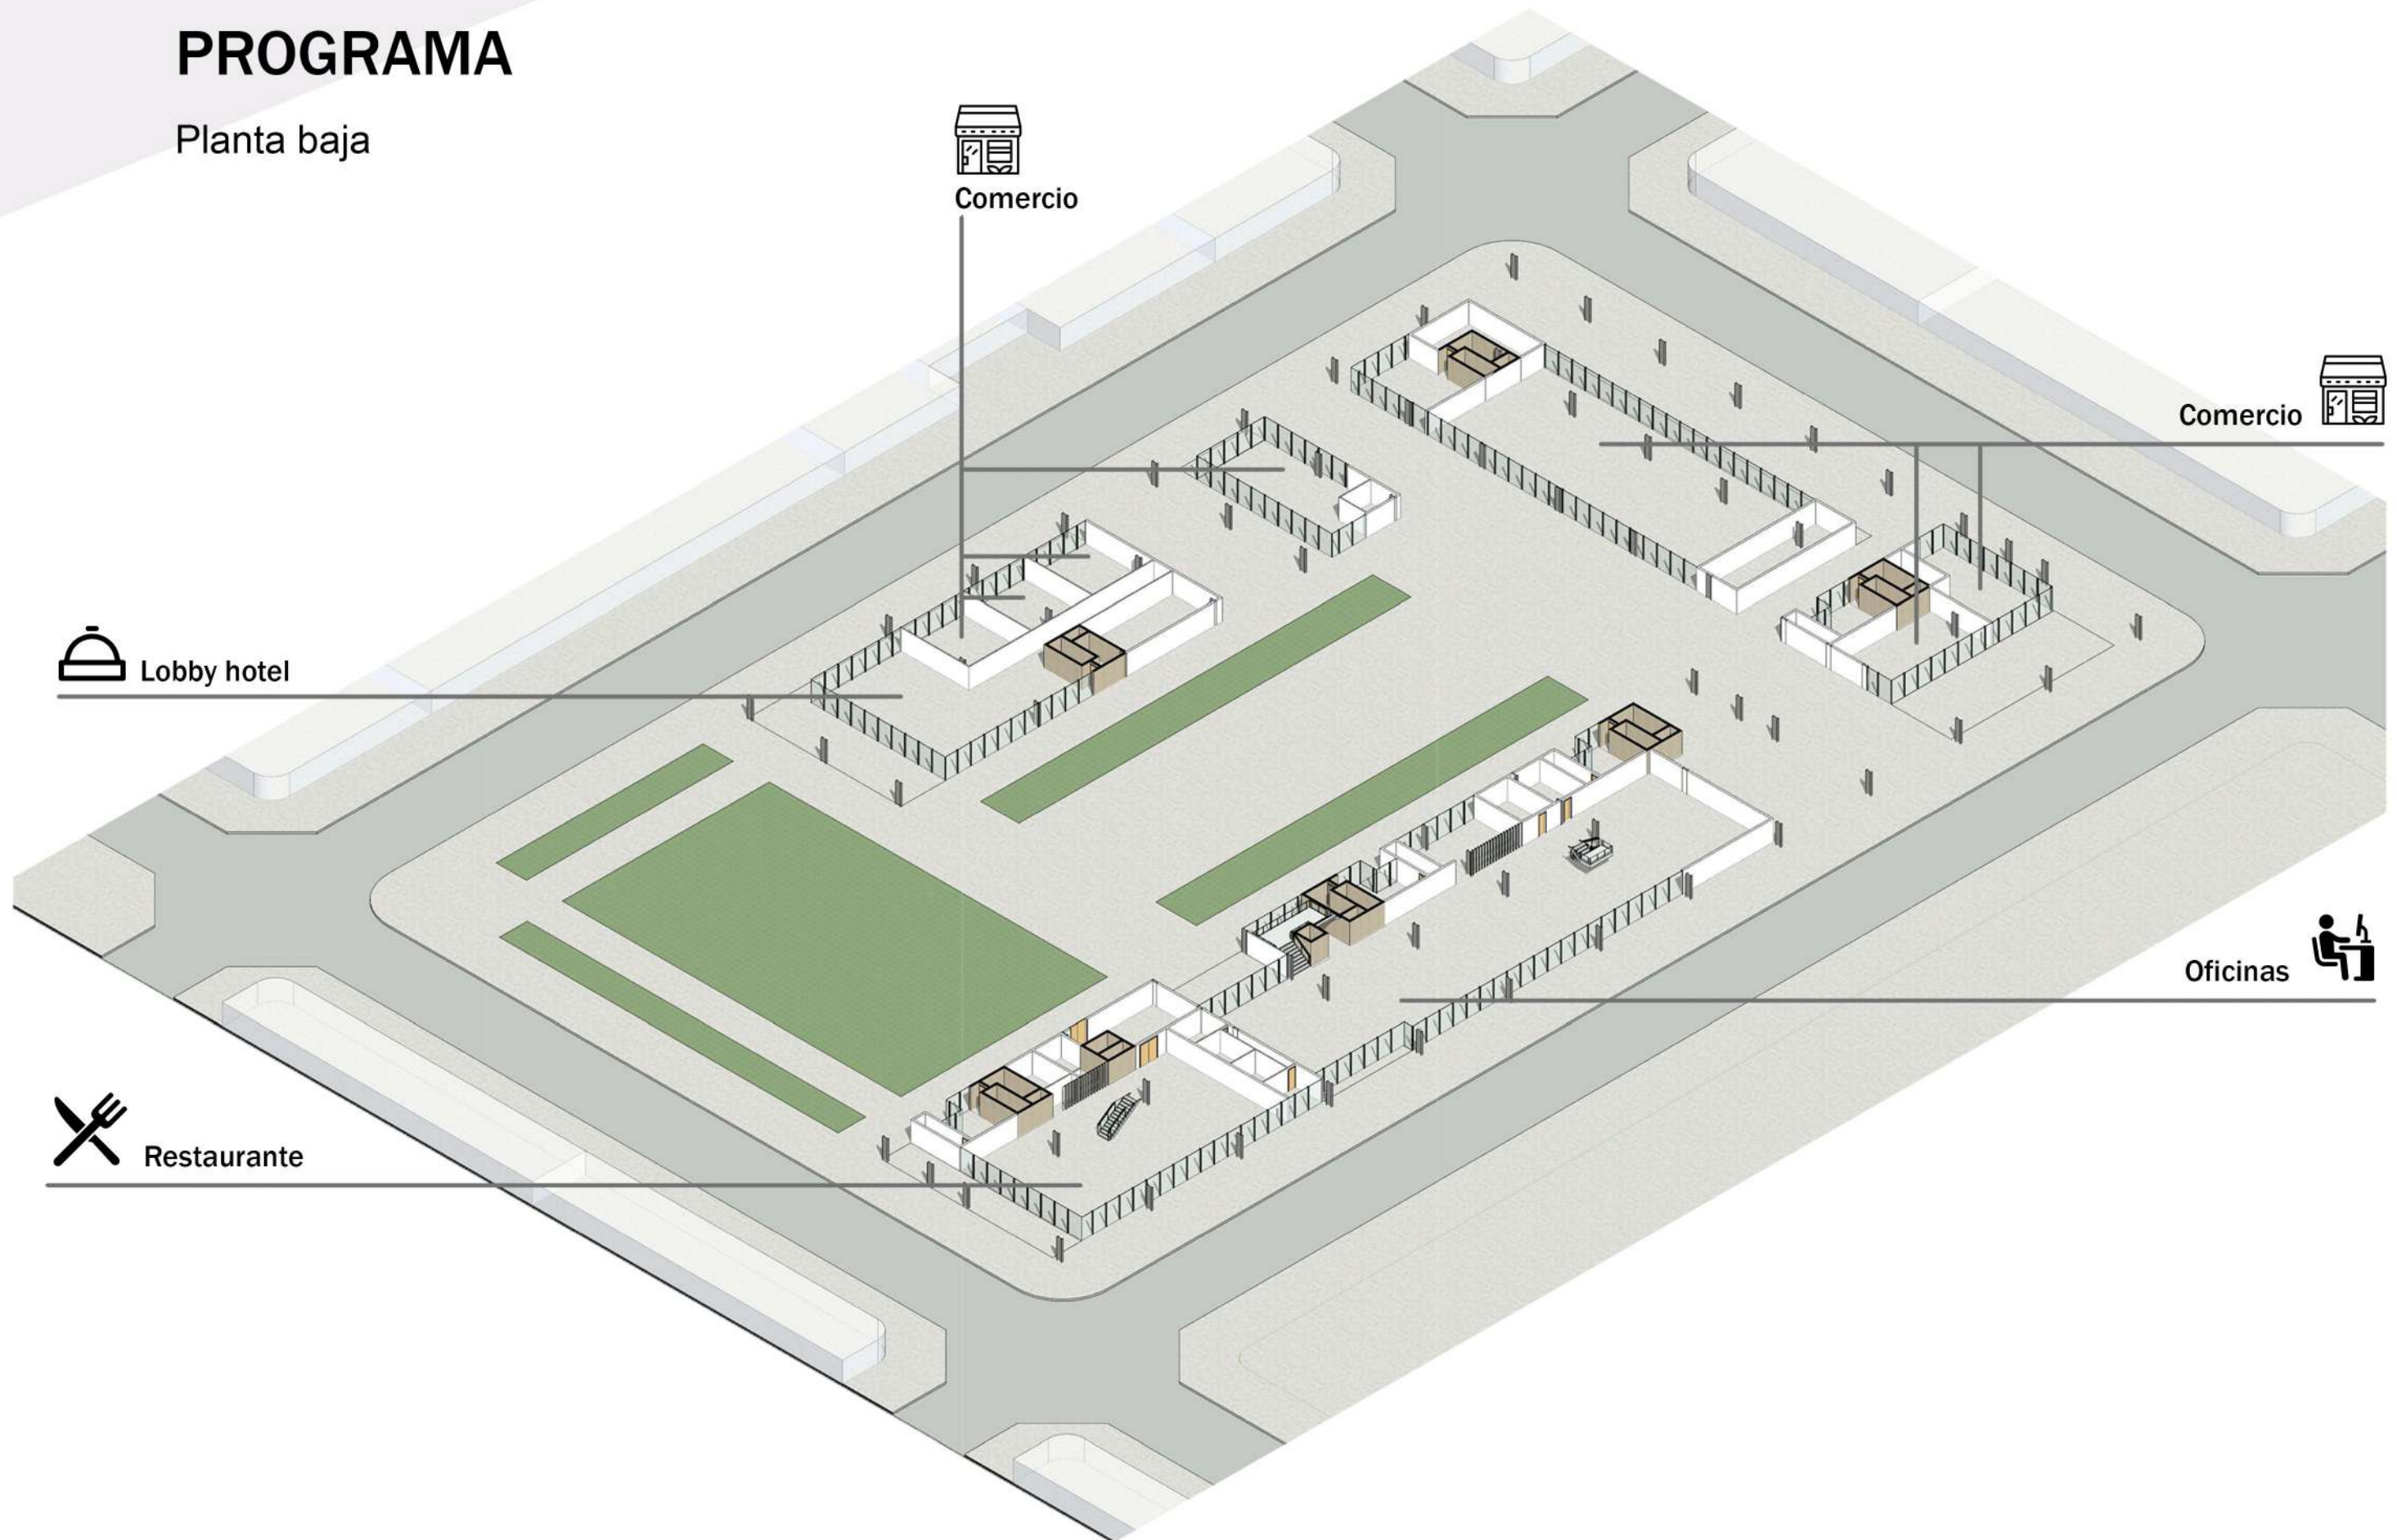 PROGRAMA
Planta baja
Comercio
Comercio
Lobby hotel
Oficinas
Restaurante